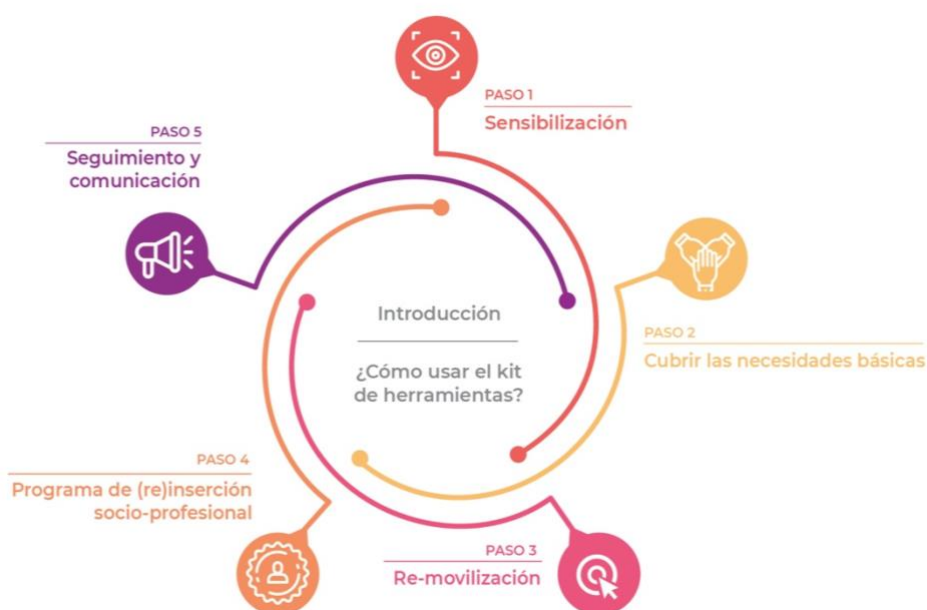 PASO 1
Sensibilización
PASO 5
Seguimiento y
comunicación
Introducción
¿Cómo usar el kit
de herramientas?
PASO 2
Cubrir las necesidades básicas
PASO 4
Programa de (re)inserción
socio-profesional
PASO 3
Re-movilización